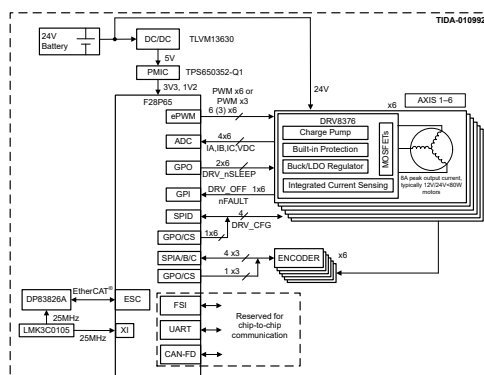 TIDA-010992
24V
Battery
DC/DC
TLVM13630
5V
PMIC
TPS650352-Q1
3V3, 1V2
24V
F28P65
PWM x6 or
PWM x3
ePWM
6 (3) x6
x6
AXIS 1–6
DRV8376
Charge Pump
Built-in Protection
Buck/LDO Regulator
Integrated Current Sensing
MOSFETs
8A peak output current,
typically 12V/24V<80W
motors
ADC
4x6
IA,IB,IC,VDC
GPO
2x6
DRV_nSLEEP
GPI
DRV_OFF 1x6
nFAULT
SPID
4
DRV_CFG
GPO/CS
1x6
SPIA/B/C
4 x3
ENCODER
x6
GPO/CS
1 x3
DP83826A
EtherCAT®
ESC
25MHz
LMK3C0105
25MHz
XI
FSI
UART
CAN-FD
Reserved for
chip-to-chip
communication